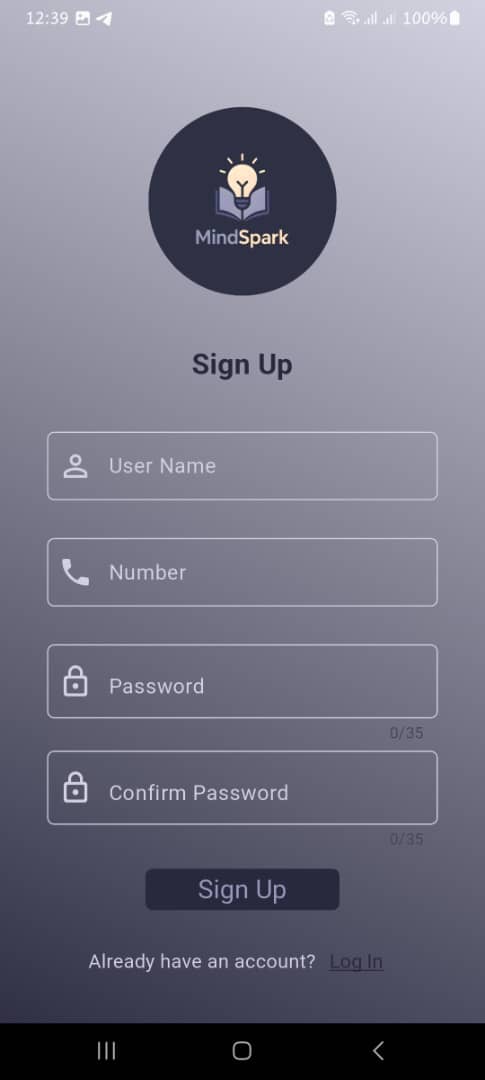 12:39 100%
MindSpark
Sign Up
User Name
Number
Password
0/35
Confirm Password
0/35
Sign Up
Already have an account? Log In